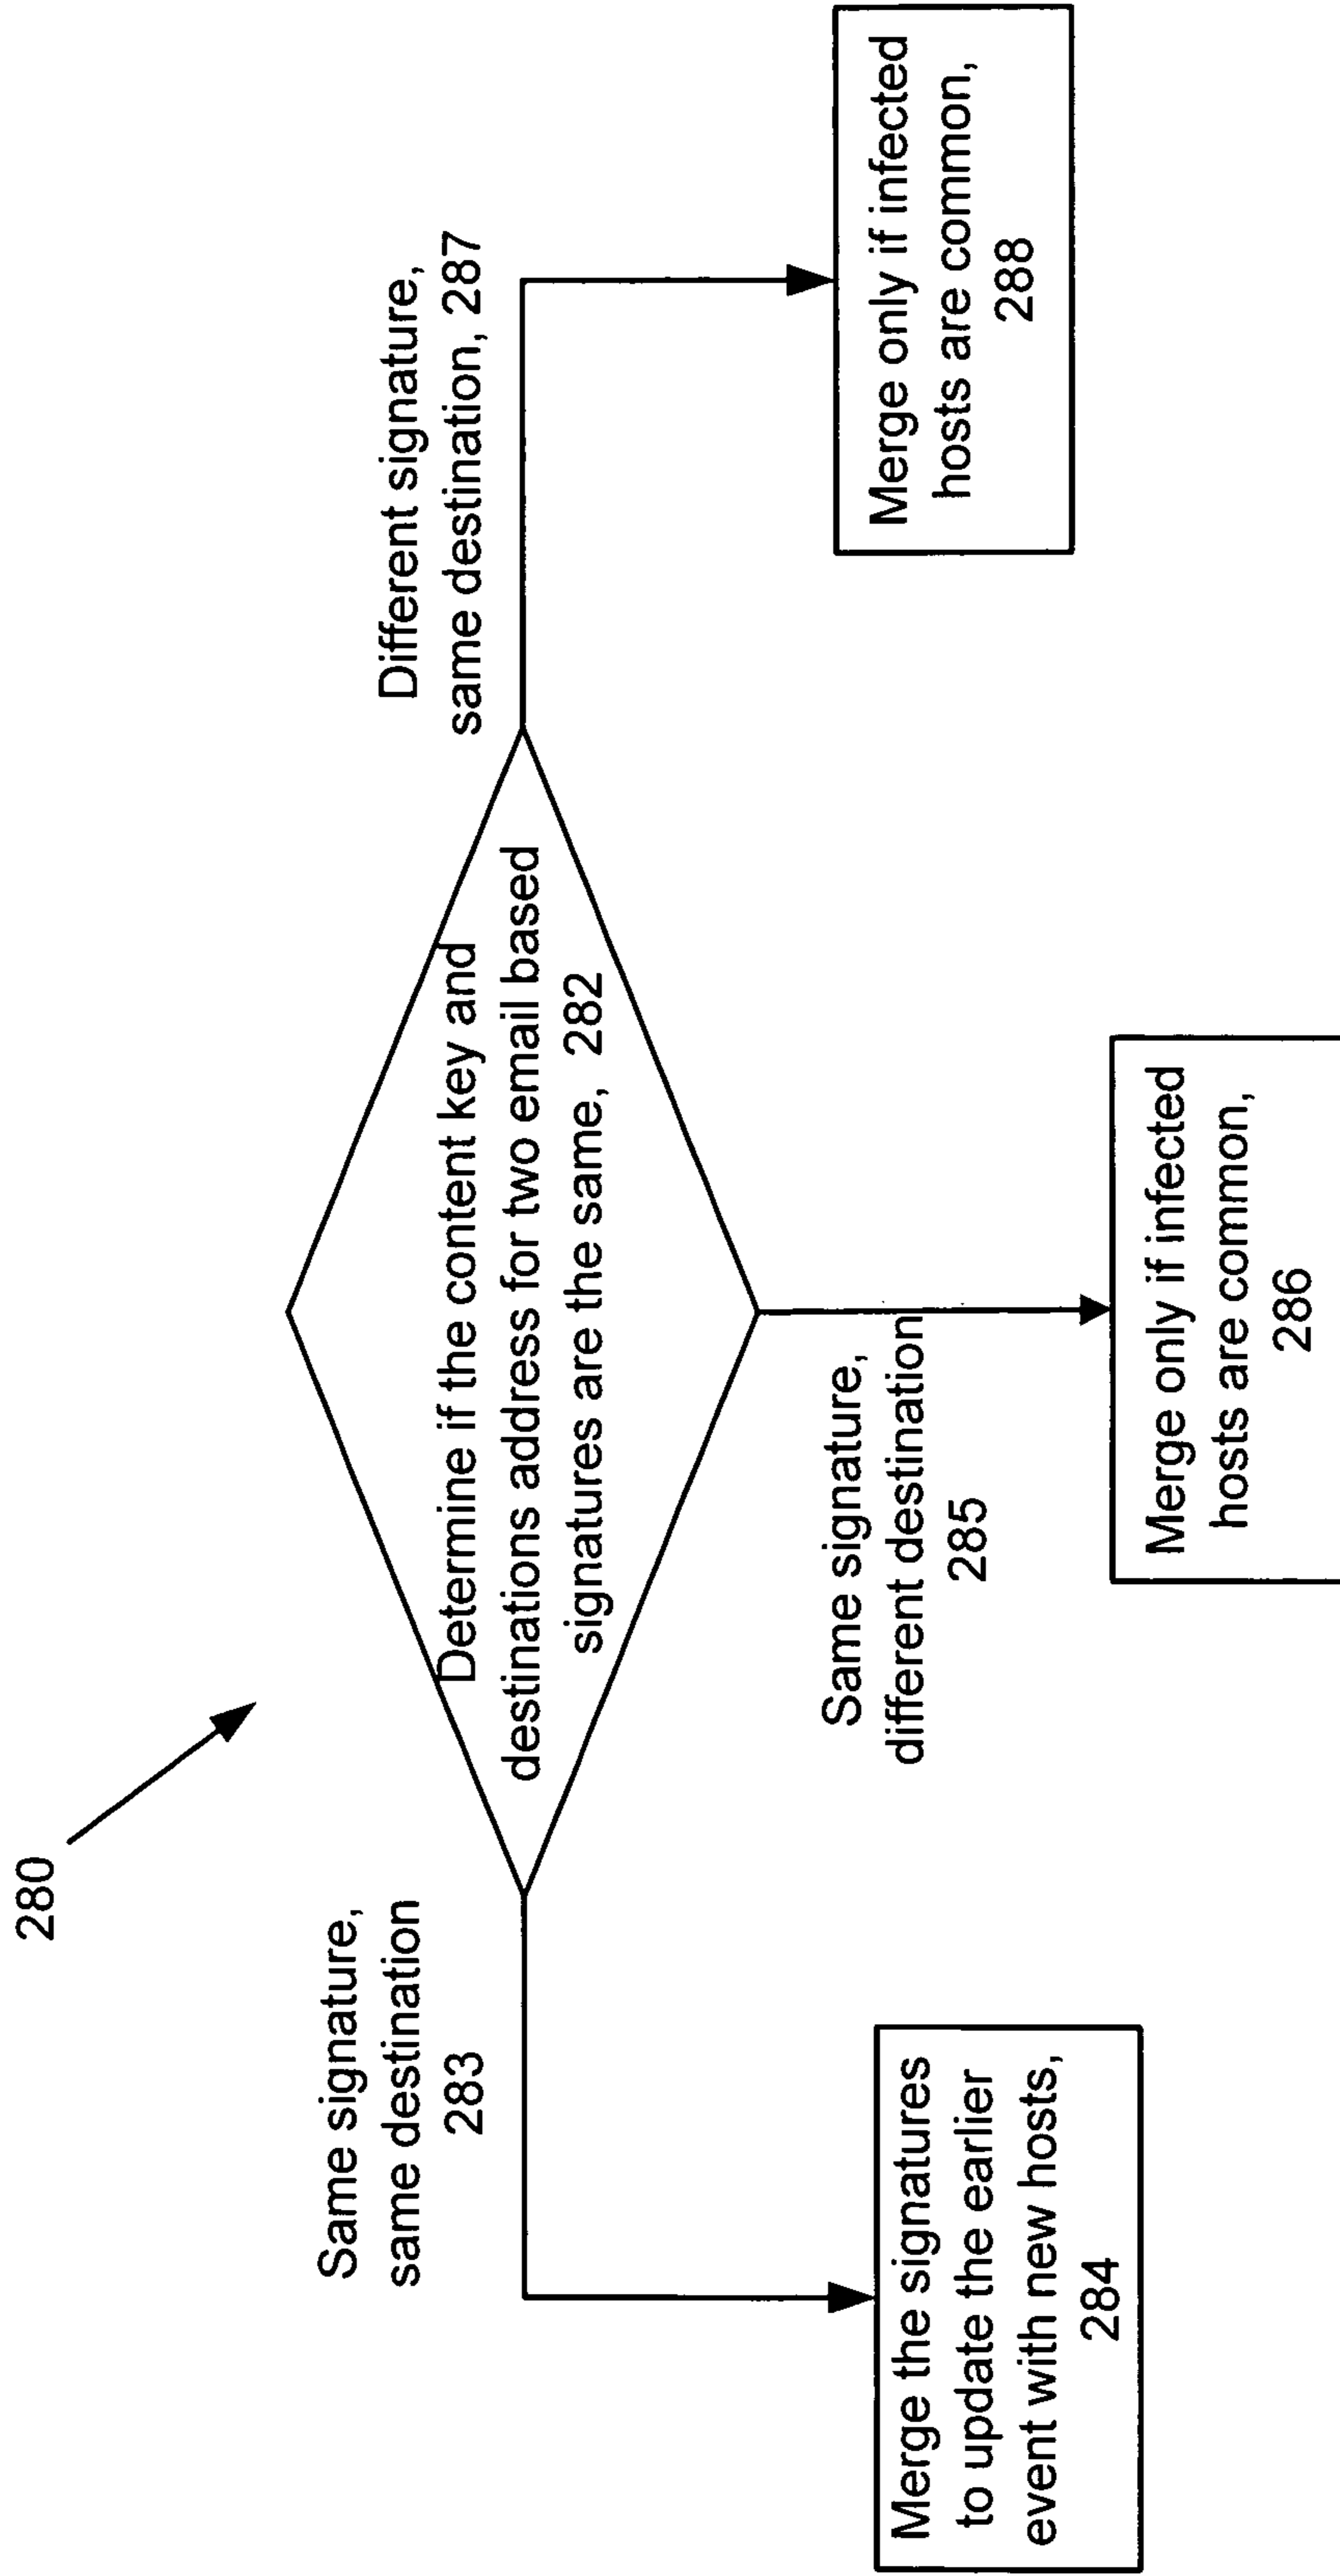 280
Determine if the content key and
destinations address for two email based
signatures are the same, 282
Same signature,
same destination
283
Merge the signatures
to update the earlier
event with new hosts,
284
Same signature,
different destination
285
Merge only if infected
hosts are common,
286
Different signature,
same destination, 287
Merge only if infected
hosts are common,
288